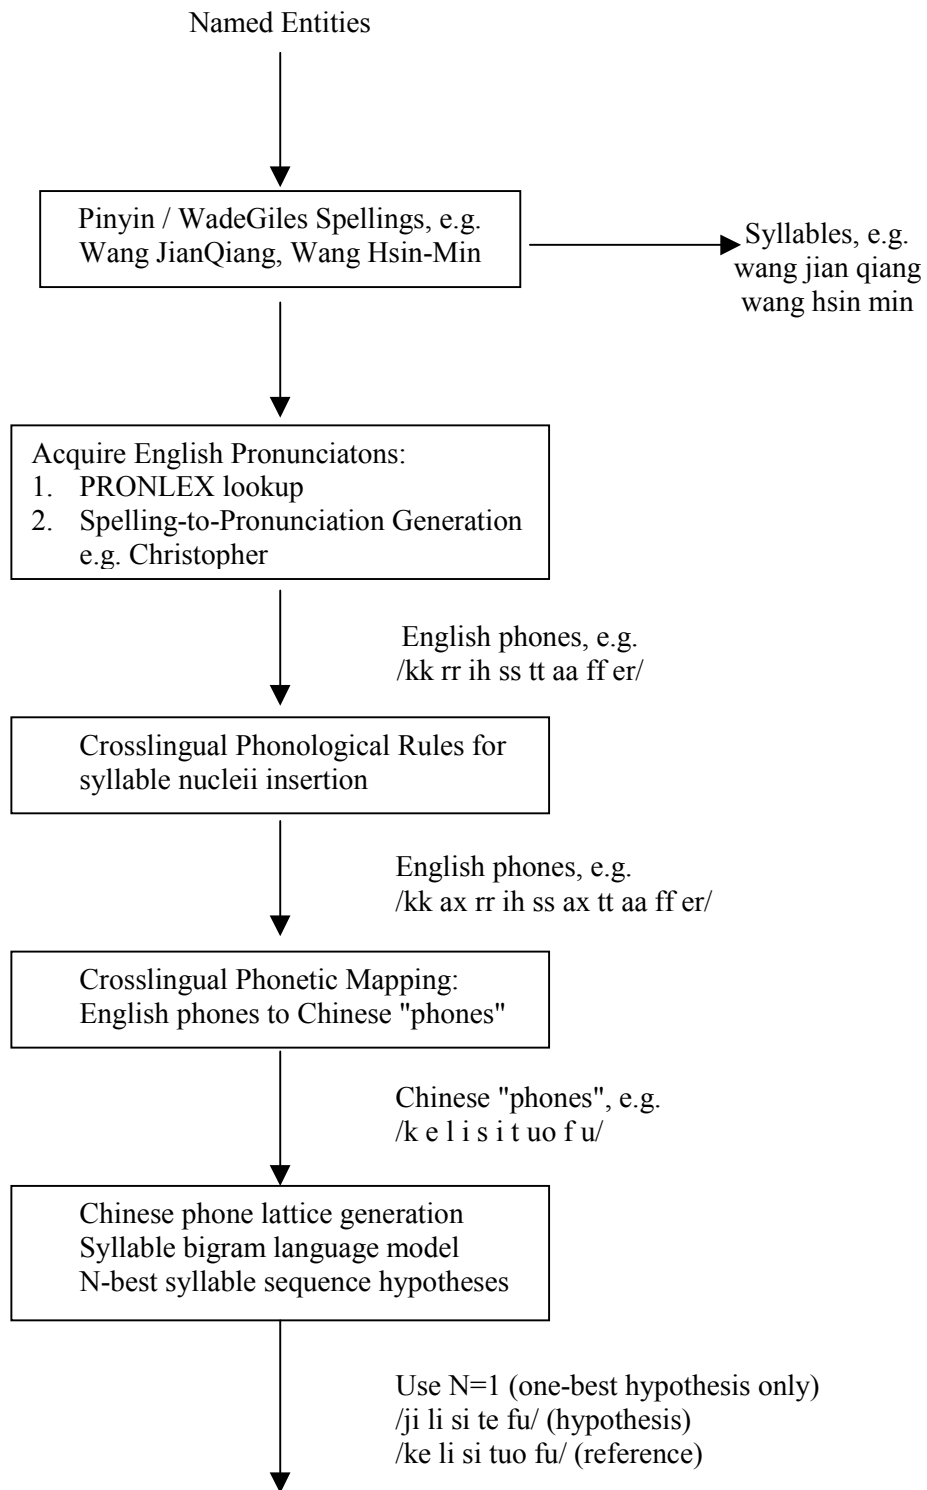 Named Entities
Pinyin / WadeGiles Spellings, e.g.
Wang JianQiang, Wang Hsin-Min
Syllables, e.g.
wang jian qiang
wang hsin min
Acquire English Pronunciatons:
1. PRONLEX lookup
2. Spelling-to-Pronunciation Generation
e.g. Christopher
English phones, e.g.
/kk rr ih ss tt aa ff er/
Crosslingual Phonological Rules for
syllable nucleii insertion
English phones, e.g.
/kk ax rr ih ss ax tt aa ff er/
Crosslingual Phonetic Mapping:
English phones to Chinese "phones"
Chinese "phones", e.g.
/k e l i s i t uo f u/
Chinese phone lattice generation
Syllable bigram language model
N-best syllable sequence hypotheses
Use N=1 (one-best hypothesis only)
/ji li si te fu/ (hypothesis)
/ke li si tuo fu/ (reference)